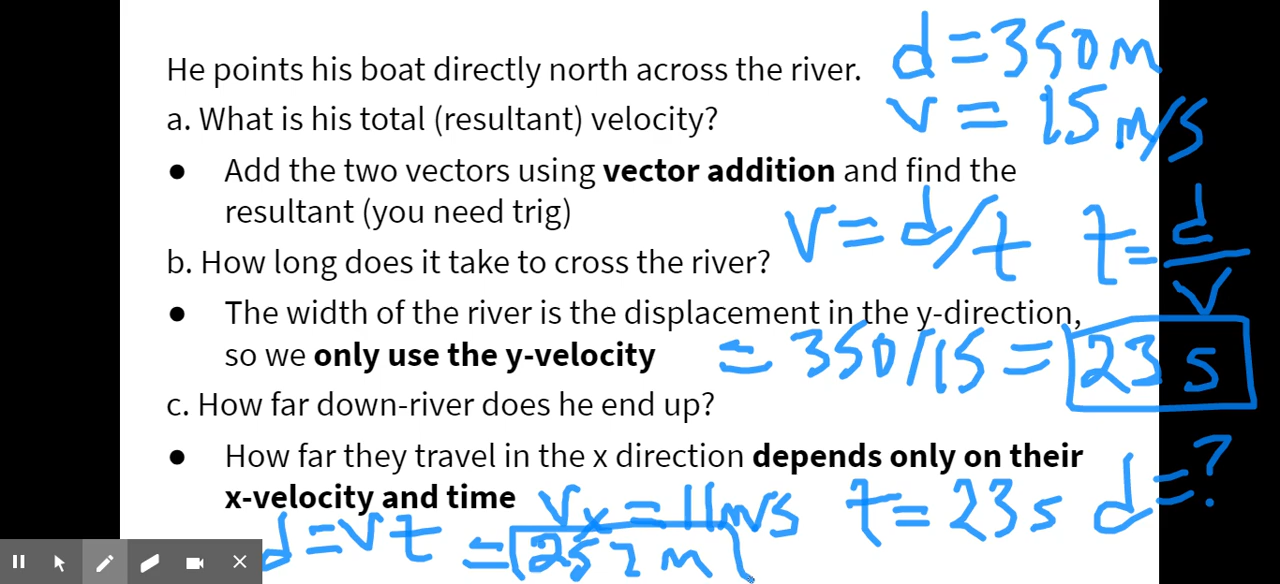 He points his boat directly north across the river.
d = 350 m
v = 15 m/s
a. What is his total (resultant) velocity?
● Add the two vectors using vector addition and find the
resultant (you need trig)
v = d/t t = d/v
b. How long does it take to cross the river?
● The width of the river is the displacement in the y-direction,
so we only use the y-velocity
= 350/15 = 23 s
c. How far down-river does he end up?
● How far they travel in the x direction depends only on their
x-velocity and time
vx = 11 m/s t = 23 s d = ?
d = vt = 257 m